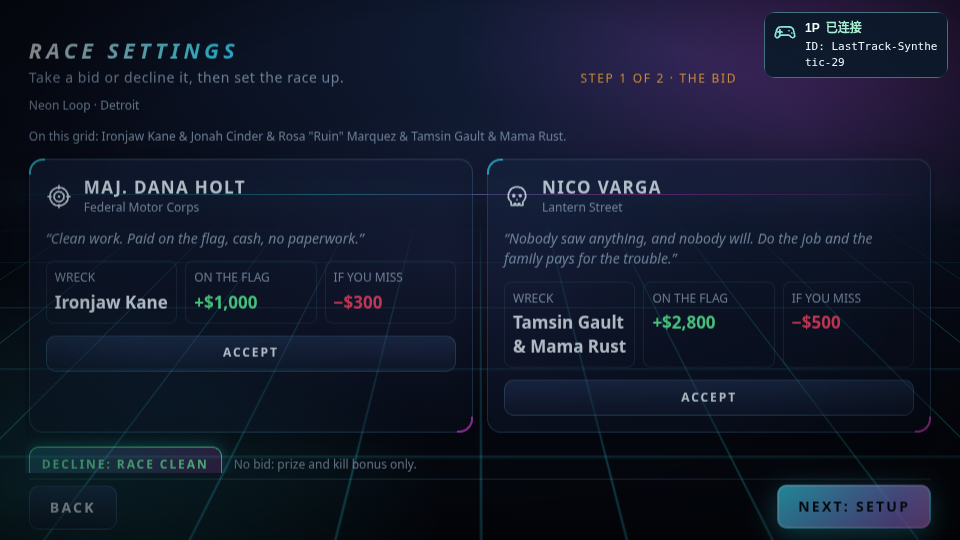 1P 已连接
ID: LastTrack-Synthe
tic-29
RACE SETTINGS
Take a bid or decline it, then set the race up.
STEP 1 OF 2 · THE BID
Neon Loop · Detroit
On this grid: Ironjaw Kane & Jonah Cinder & Rosa "Ruin" Marquez & Tamsin Gault & Mama Rust.
MAJ. DANA HOLT
Federal Motor Corps
“Clean work. Paid on the flag, cash, no paperwork.”
WRECK
Ironjaw Kane
ON THE FLAG
+$1,000
IF YOU MISS
−$300
ACCEPT
NICO VARGA
Lantern Street
“Nobody saw anything, and nobody will. Do the job and the
family pays for the trouble.”
WRECK
Tamsin Gault
& Mama Rust
ON THE FLAG
+$2,800
IF YOU MISS
−$500
ACCEPT
DECLINE: RACE CLEAN
No bid: prize and kill bonus only.
BACK
NEXT: SETUP